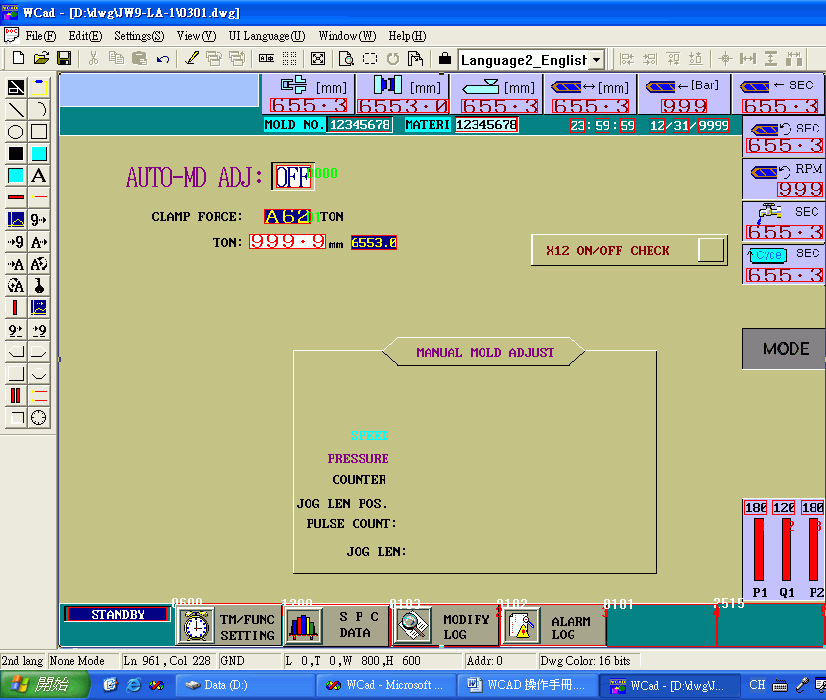 WCad - [D:\dwg\JW9-LA-1\0301.dwg]
File(F) Edit(E) Settings(S) View(V) UI Language(U) Window(W) Help(H)
Language2_English
[mm] [mm] [mm] ↔[mm] ←[Bar] ← SEC
655.3 6553.0 655.3 655.3 999 655.3
MOLD NO. 12345678 MATERI 12345678 23:59:59 12/31/9999
SEC
655.3
RPM
999
SEC
655.3
Cyce SEC
655.3
AUTO-MD ADJ: OFF
CLAMP FORCE: A62 TON
TON: 999.9 mm 6553.0
X12 ON/OFF CHECK
MODE
MANUAL MOLD ADJUST
SPEED
PRESSURE
COUNTER
JOG LEN POS.
PULSE COUNT:
JOG LEN:
180 120 180
P1 Q1 P2
0600 1200 0103 0102 0101 2515
STANDBY
TM/FUNC
SETTING
S P C
DATA
MODIFY
LOG
ALARM
LOG
2nd lang None Mode Ln 961 , Col 228 GND L 0,T 0,W 800,H 600 Addr: 0 Dwg Color: 16 bits
開始 Data (D:) WCad - Microsoft ... WCAD 操作手冊.... WCad - [D:\dwg\J... CH